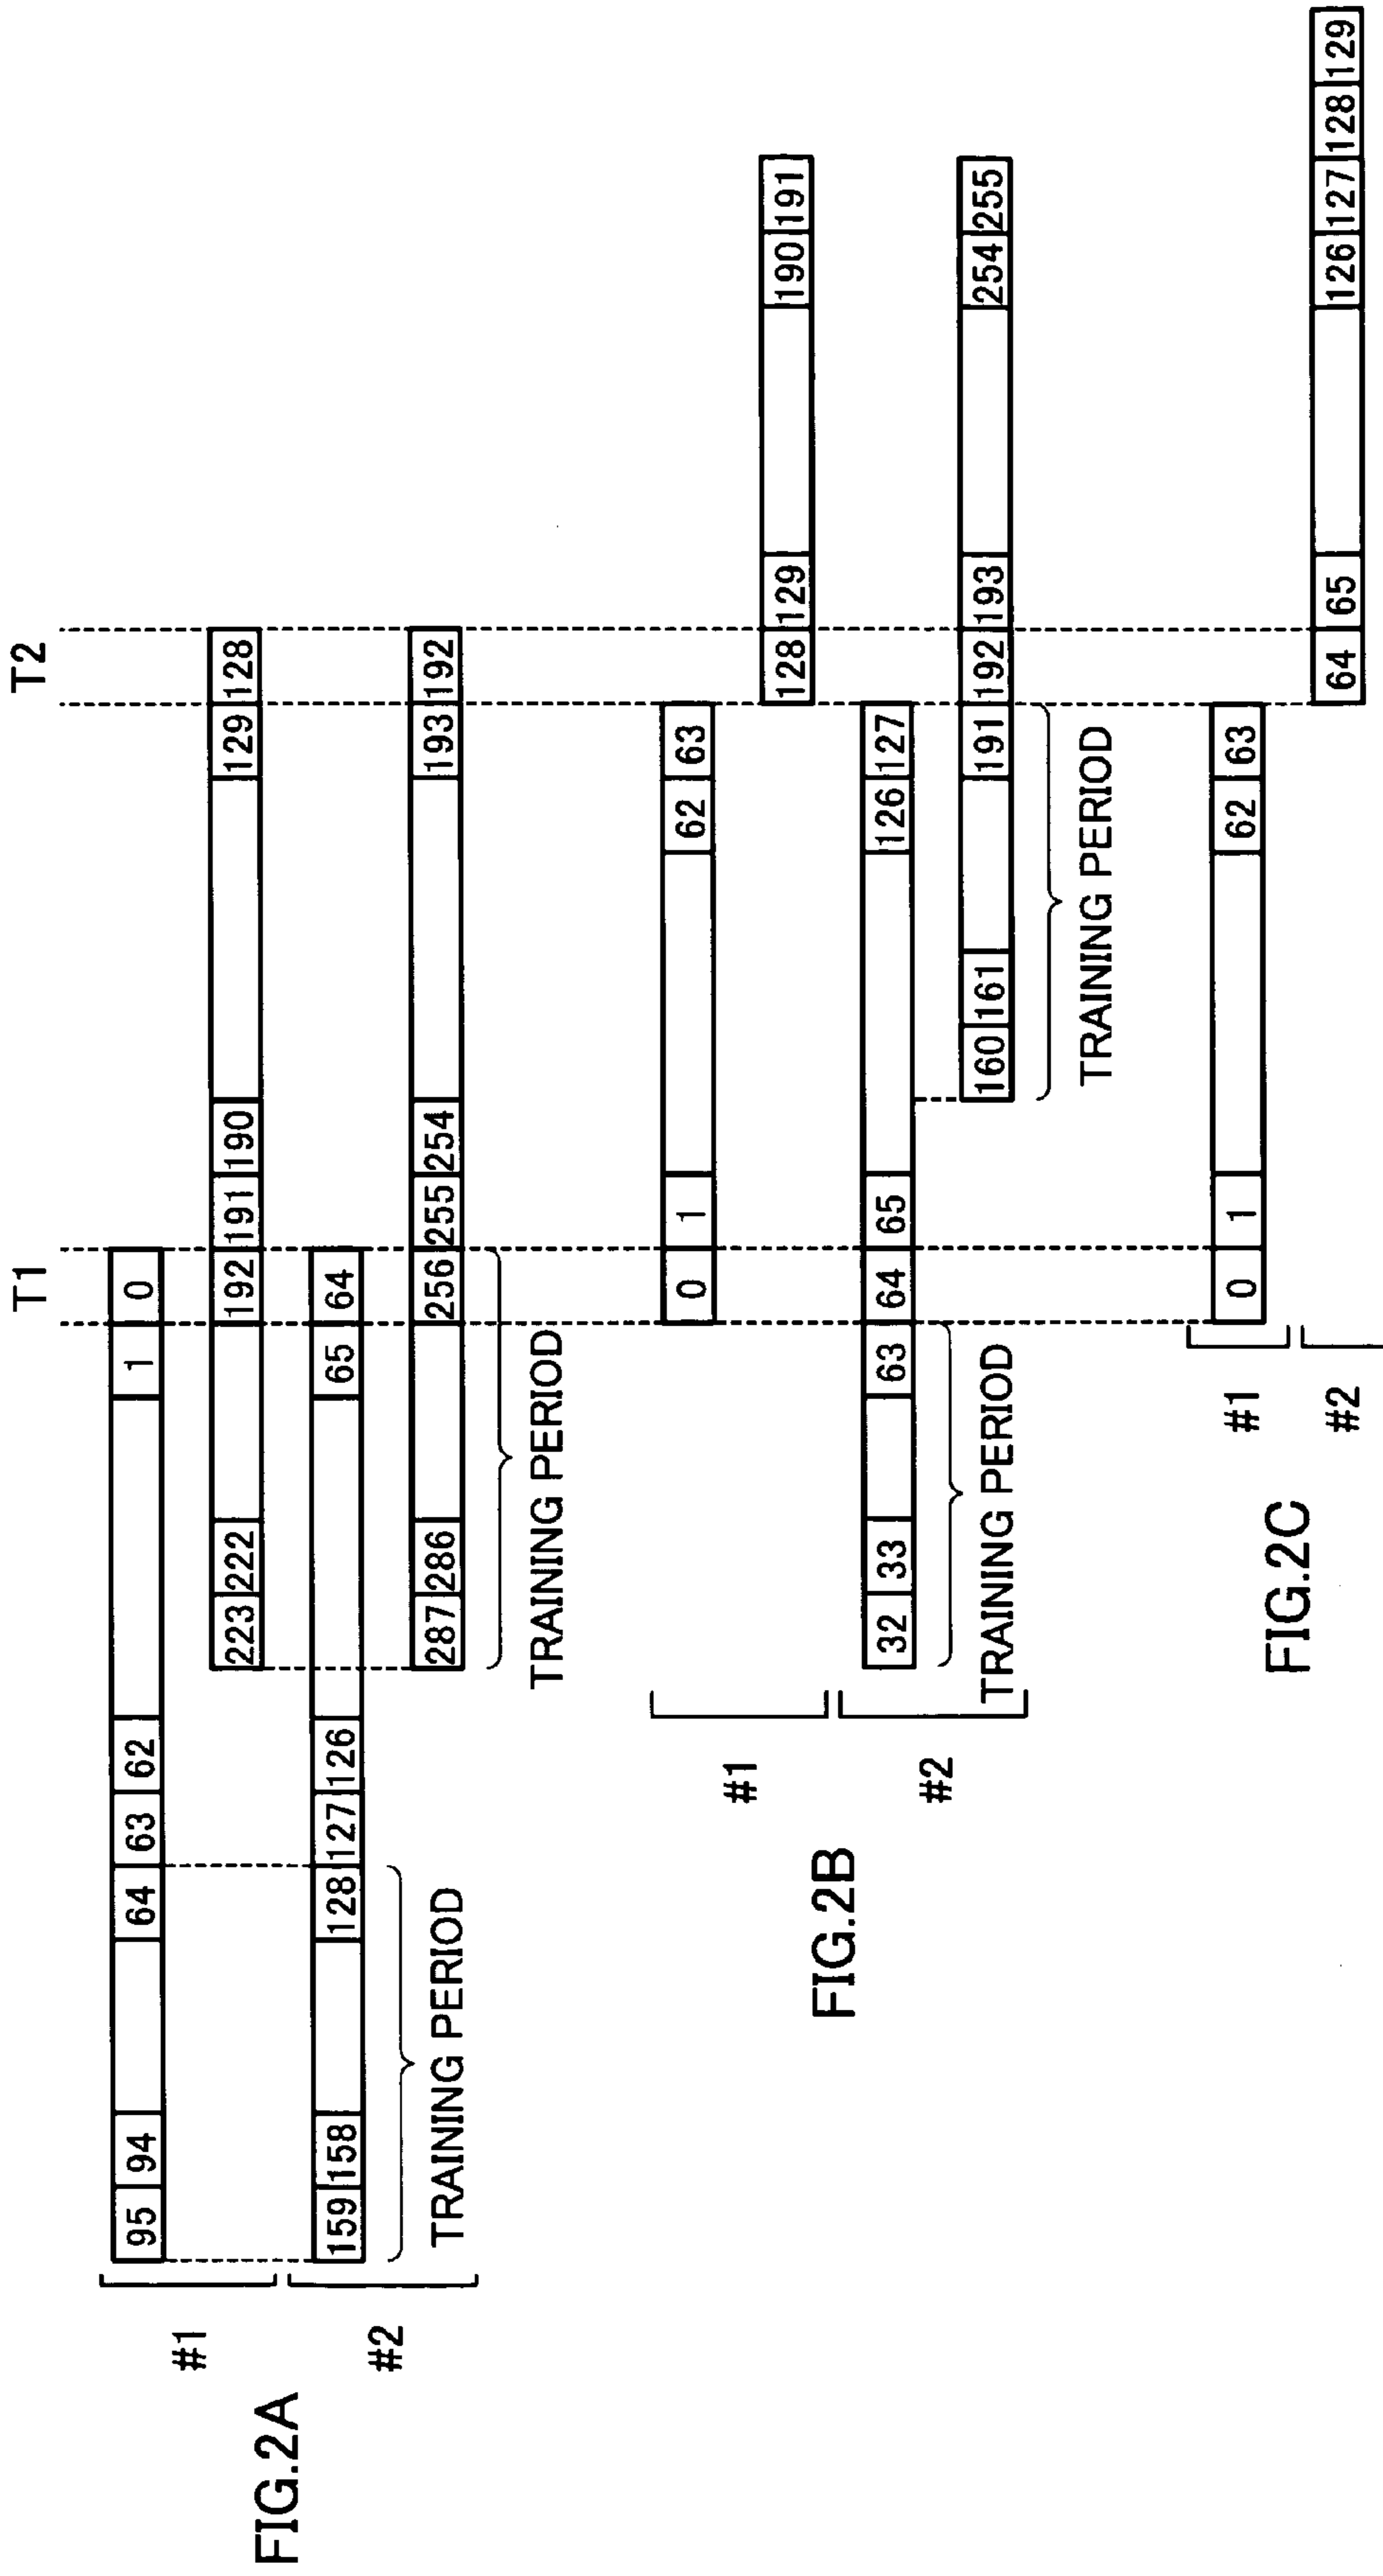 T1 T2
FIG.2A
#1
95 94 64 63 62 1 0
223 222 192 191 190 129 128
#2
159 158 128 127 126 65 64
TRAINING PERIOD
287 286 256 255 254 193 192
TRAINING PERIOD
FIG.2B
#1
0 1 62 63
128 129 190 191
#2
32 33 63 64 65 126 127
TRAINING PERIOD
160 161 191 192 193 254 255
TRAINING PERIOD
FIG.2C
#1
0 1 62 63
#2
64 65 126 127 128 129